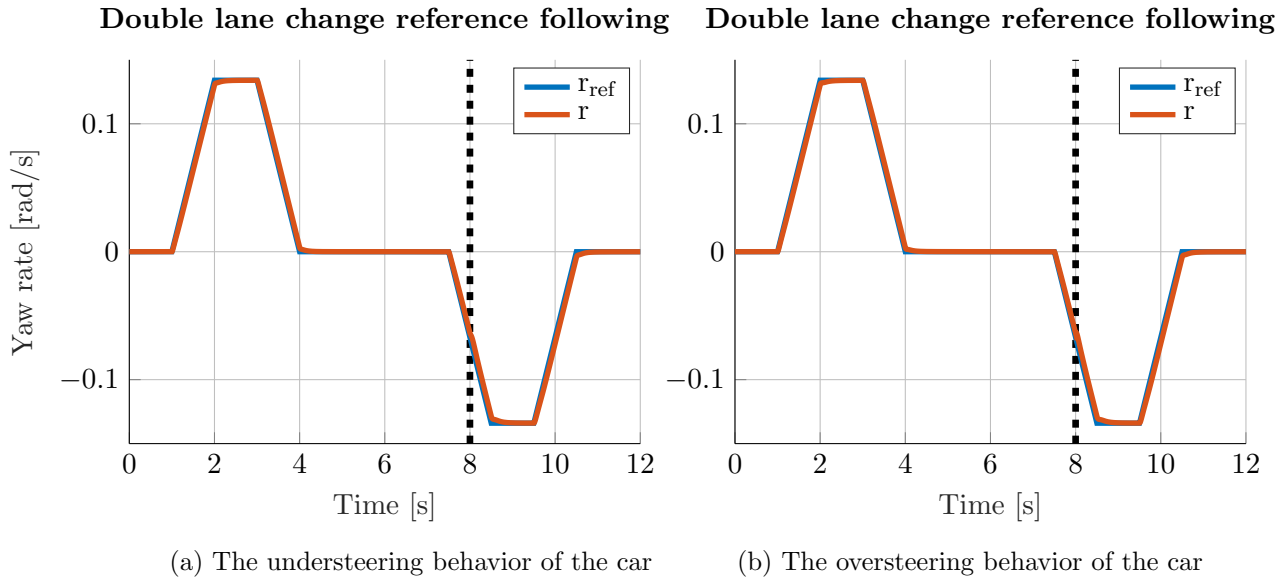 Double lane change reference following
r_ref
r
0.1
0
−0.1
Yaw rate [rad/s]
0 2 4 6 8 10 12
Time [s]
(a) The understeering behavior of the car
Double lane change reference following
r_ref
r
0.1
0
−0.1
0 2 4 6 8 10 12
Time [s]
(b) The oversteering behavior of the car